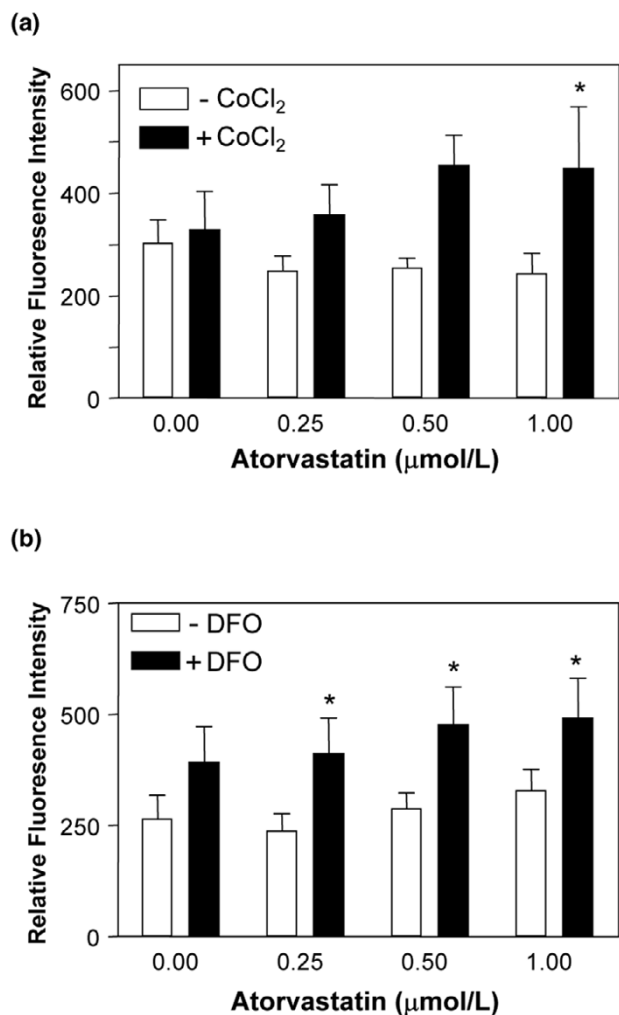 (a)
Relative Fluoresence Intensity
600
400
200
0
- CoCl₂
+ CoCl₂
*
0.00 0.25 0.50 1.00
Atorvastatin (μmol/L)
(b)
Relative Fluoresence Intensity
750
500
250
0
- DFO
+ DFO
* * *
0.00 0.25 0.50 1.00
Atorvastatin (μmol/L)